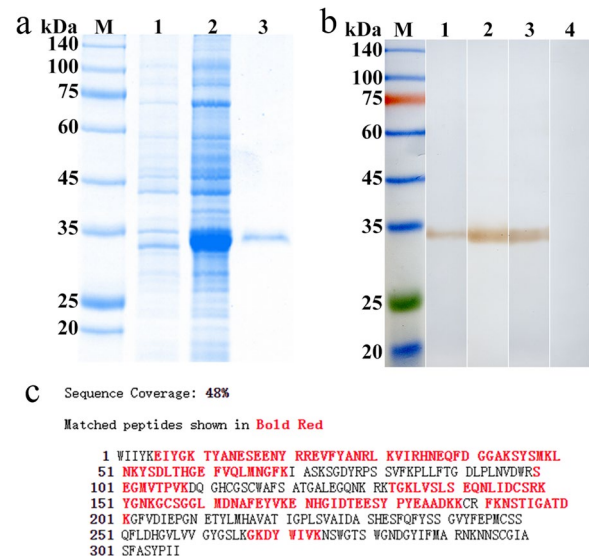 a
kDa M 1 2 3
140
100
75
60
45
35
25
20
b
kDa M 1 2 3 4
140
100
75
60
45
35
25
20
c
Sequence Coverage: 48%
Matched peptides shown in Bold Red
1 WIIYKEIYGK TYANESEENY RREVFYANRL KVIRHNEQFD GGAKSYSMKL
51 NKYSDLTHGE FVQLMNGFKI ASKSGDYRPS SVFKPLLFTG DLPLNVDWRS
101 EGMVTPVKDQ GHCGSCWAFS ATGALEGQNK RKTGKLVSLS EQNLIDCSRK
151 YGNKGCSGGL MDNAFEYVKE NHGIDTEESY PYEAADKKCR FKNSTIGATD
201 KGFVDIEPGN ETYLMHAVAT IGPLSVAIDA SHESFQFYSS GVYFEPMCSS
251 QFLDHGVLVV GYGSLKGKDY WIVKNSWGTS WGNDGYIFMA RNKNNSCGIA
301 SFASYPII